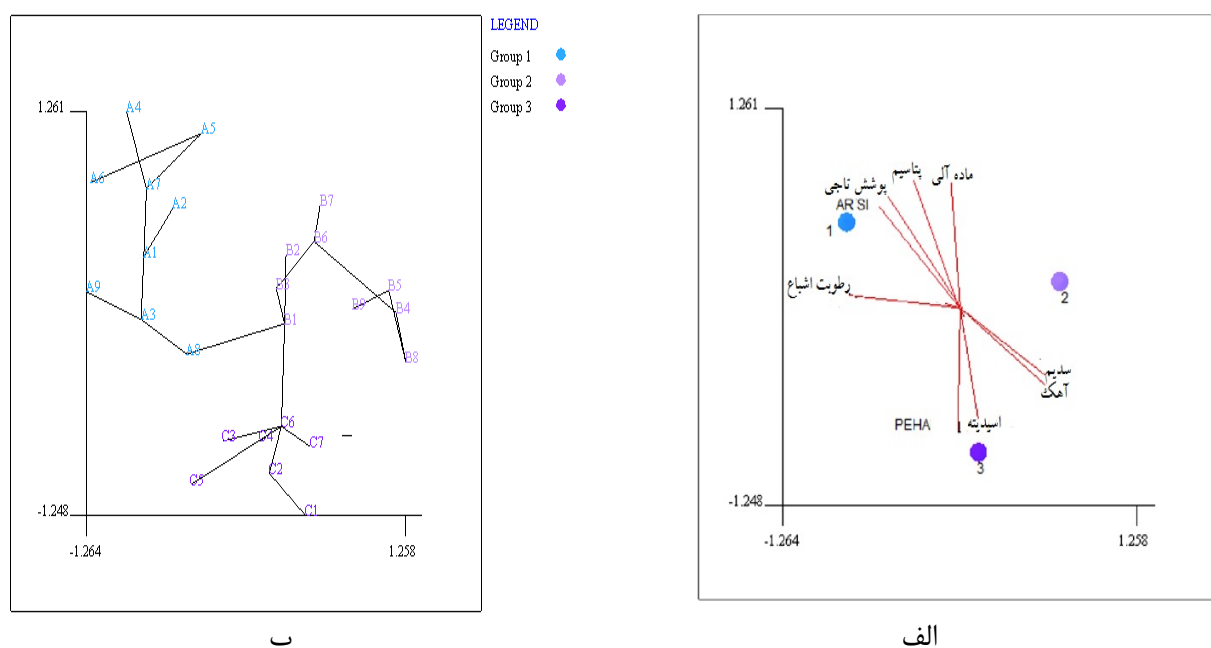 LEGEND
Group 1
Group 2
Group 3
1.261
A4
A5
A6
A7
A2
B7
A1
B6
B2
A9
B3
B5
B9
B4
A3
B1
A8
B8
C6
C3
C4
C7
C2
C5
C1
-1.248
-1.264
1.258
ب
1.261
ماده آلی
پتاسیم
پوشش تاجی
AR SI
1
رطوبت اشباع
2
سدیم
آهک
اسیدیته
PEHA
3
-1.248
-1.264
1.258
الف